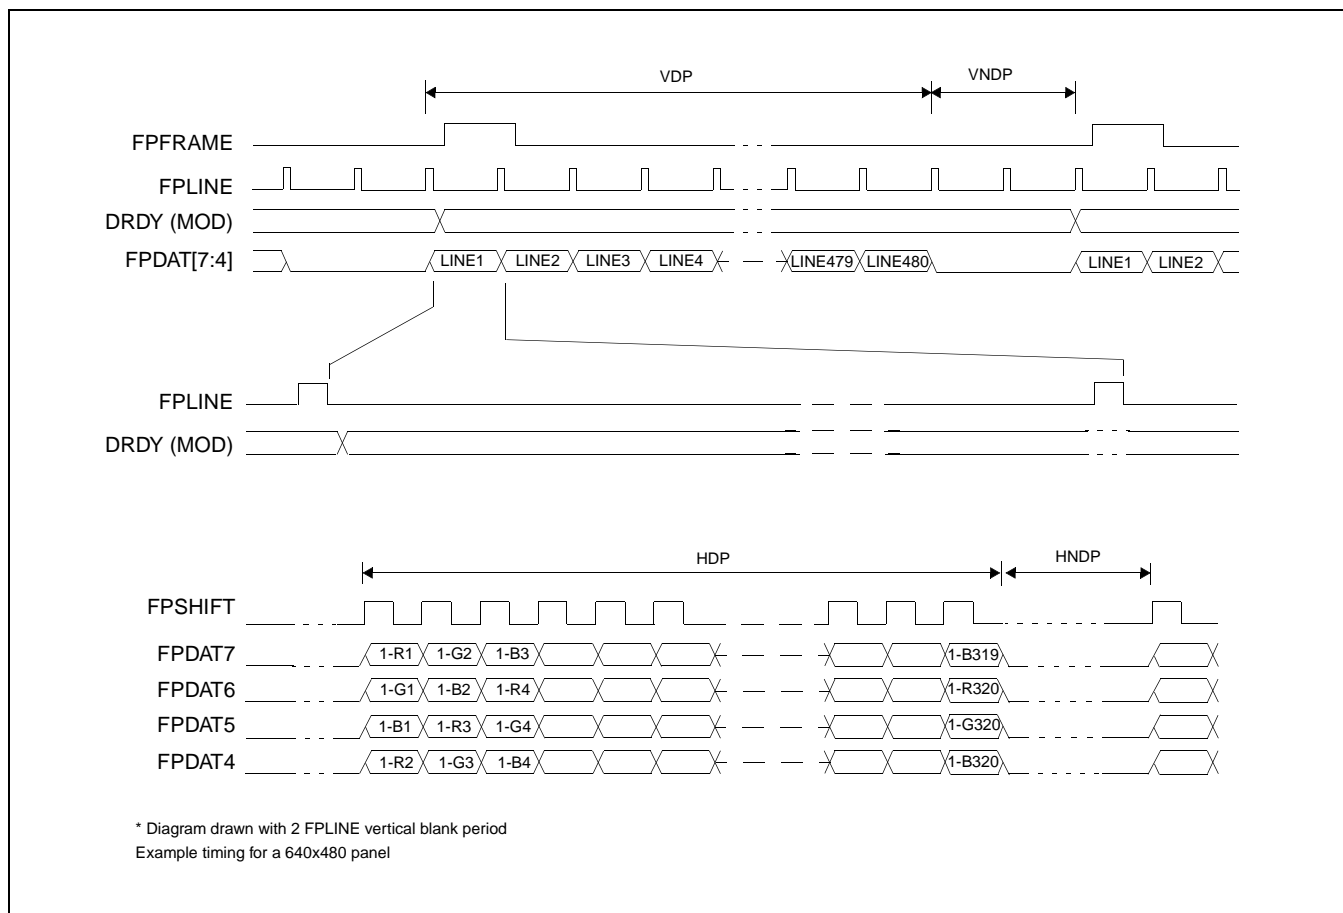 VDP VNDP
FPFRAME
FPLINE
DRDY (MOD)
FPDAT[7:4] LINE1 LINE2 LINE3 LINE4 LINE479 LINE480 LINE1 LINE2
FPLINE
DRDY (MOD)
HDP HNDP
FPSHIFT
FPDAT7 1-R1 1-G2 1-B3 1-B319
FPDAT6 1-G1 1-B2 1-R4 1-R320
FPDAT5 1-B1 1-R3 1-G4 1-G320
FPDAT4 1-R2 1-G3 1-B4 1-B320
* Diagram drawn with 2 FPLINE vertical blank period
Example timing for a 640x480 panel